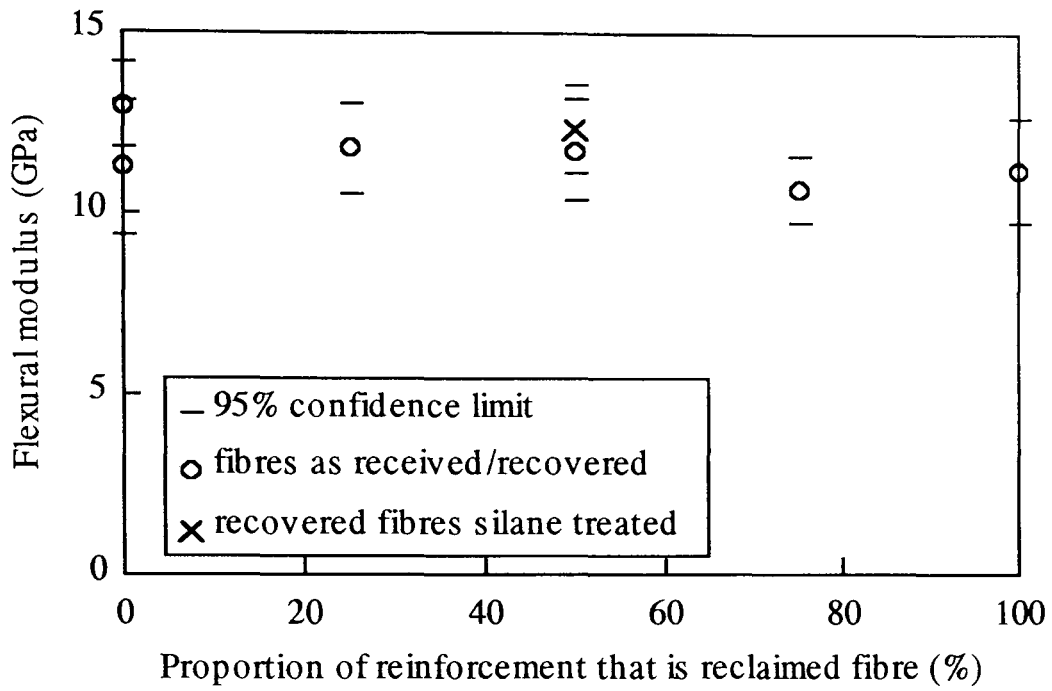 15
10
5
0
Flexural modulus (GPa)
95% confidence limit
fibres as received/recovered
recovered fibres silane treated
0 20 40 60 80 100
Proportion of reinforcement that is reclaimed fibre (%)